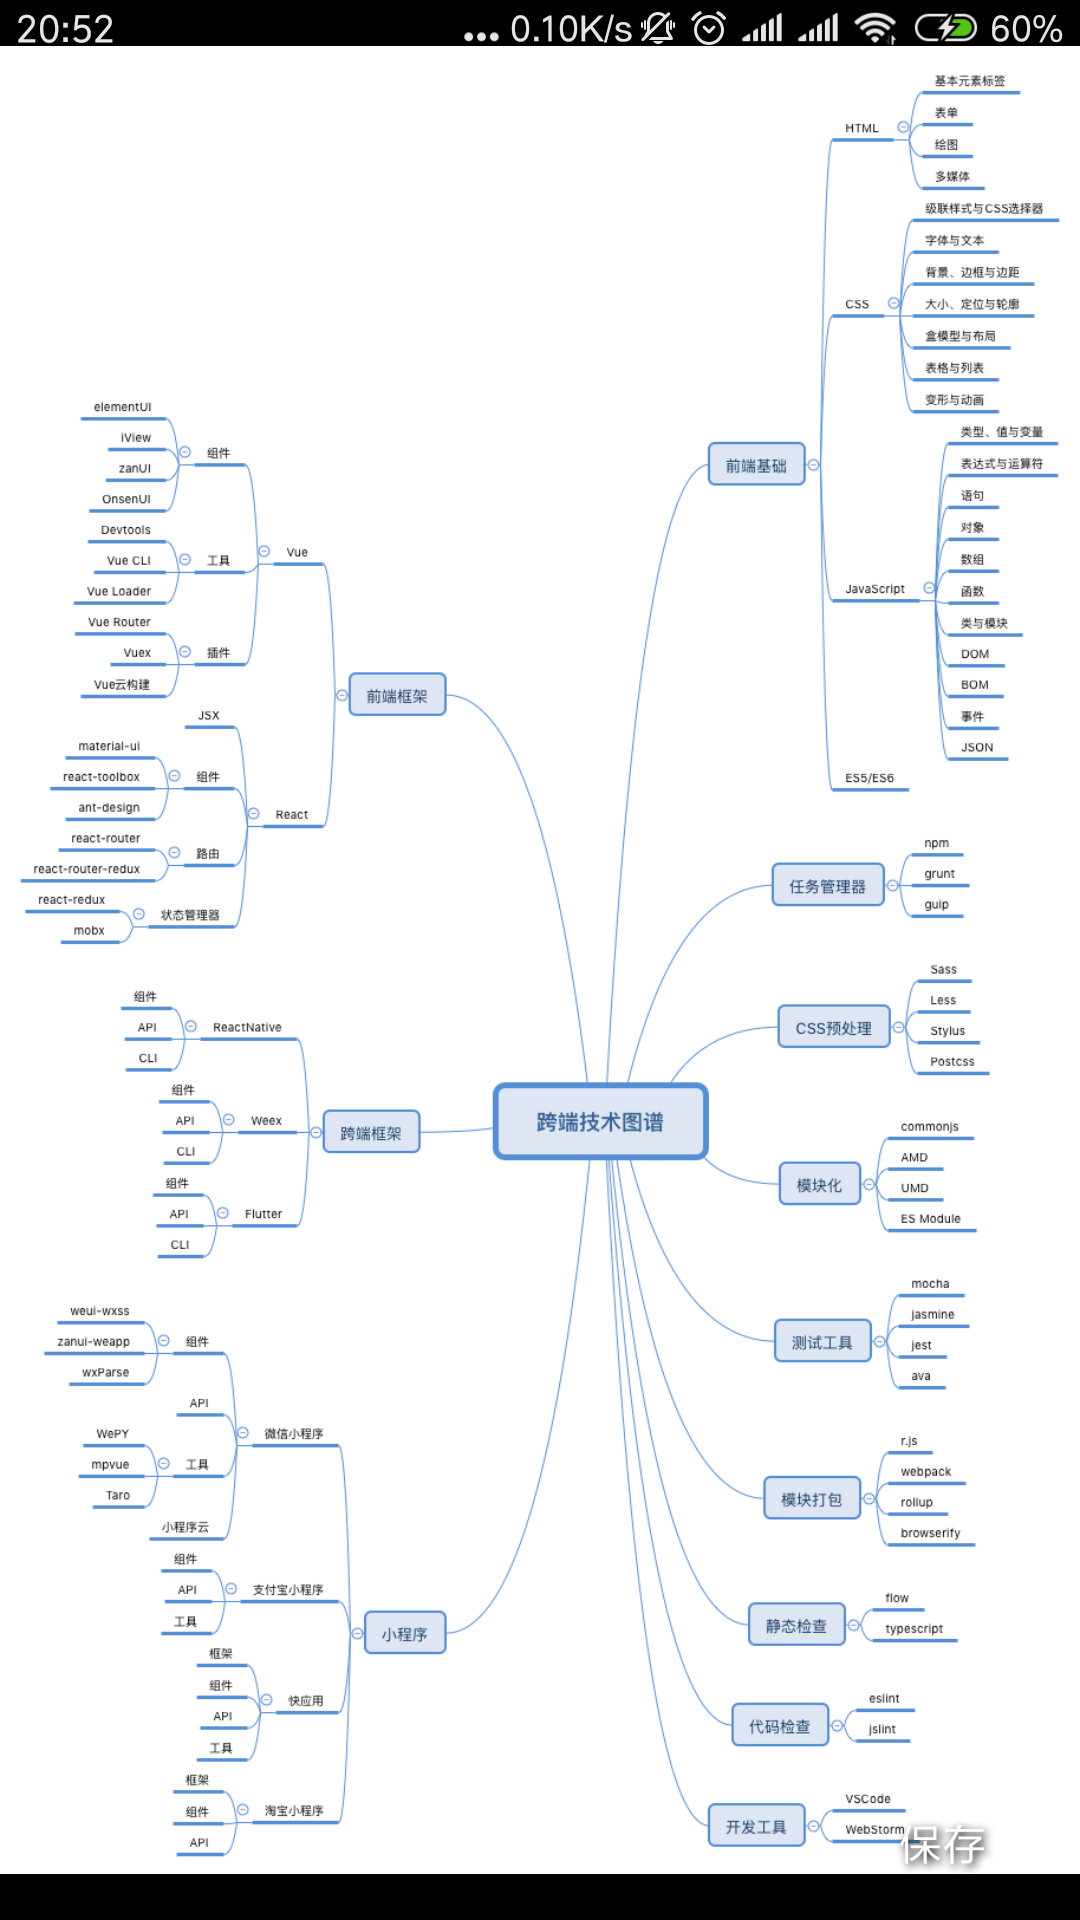 20:52
... 0.10K/s 60%
基本元素标签
表单
HTML
绘图
多媒体
级联样式与CSS选择器
字体与文本
背景、边框与边距
CSS
大小、定位与轮廓
盒模型与布局
表格与列表
变形与动画
前端基础
类型、值与变量
表达式与运算符
语句
对象
数组
JavaScript
函数
类与模块
DOM
BOM
事件
JSON
ES5/ES6
elementUI
iView
组件
zanUI
OnsenUI
Devtools
Vue
Vue CLI
工具
Vue Loader
Vue Router
Vuex
插件
Vue云构建
前端框架
JSX
material-ui
react-toolbox
组件
ant-design
React
react-router
路由
react-router-redux
react-redux
状态管理器
mobx
任务管理器
npm
grunt
guip
CSS预处理
Sass
Less
Stylus
Postcss
组件
API
ReactNative
CLI
组件
API
Weex
CLI
跨端框架
组件
API
Flutter
CLI
跨端技术图谱
模块化
commonjs
AMD
UMD
ES Module
测试工具
mocha
jasmine
jest
ava
weui-wxss
zanui-weapp
组件
wxParse
API
微信小程序
WePY
mpvue
工具
Taro
小程序云
组件
API
支付宝小程序
工具
小程序
框架
组件
快应用
API
工具
框架
组件
淘宝小程序
API
模块打包
r.js
webpack
rollup
browserify
静态检查
flow
typescript
代码检查
eslint
jslint
开发工具
VSCode
WebStorm
保存